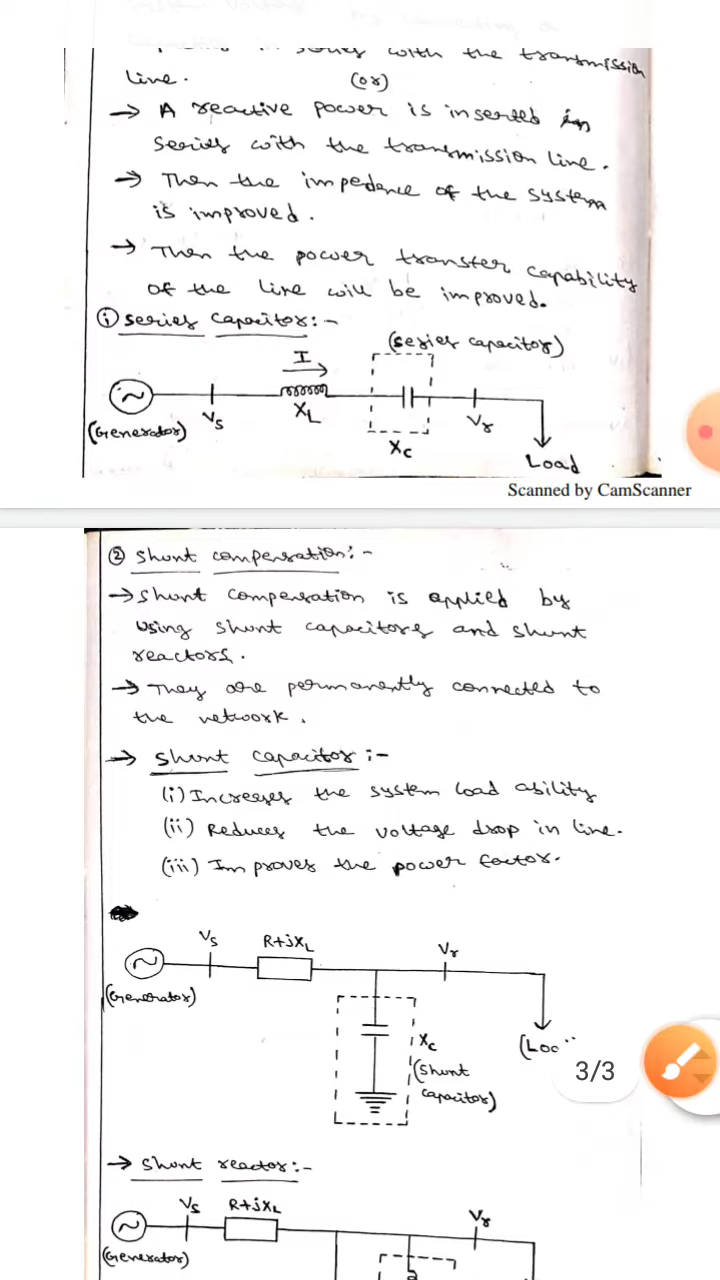 in series with the transmission
line.
(or)
→ A reactive power is inserted in
series with the transmission line.
→ Then the impedence of the system
is improved.
→ Then the power transfer capability
of the line will be improved.
① series capacitor:-
(series capacitor)
I
(Generator)
Vs
XL
Xc
Vr
Load
Scanned by CamScanner
② shunt compensation:-
→ shunt compensation is applied by
using shunt capacitors and shunt
reactors.
→ They are permanently connected to
the network.
→ shunt capacitor:-
(i) Increases the system load ability
(ii) Reduces the voltage drop in line.
(iii) Improves the power factor.
Vs
R+jXL
Vr
(Generator)
Xc
(shunt
capacitor)
3/3
→ shunt reactor:-
Vs
R+jXL
Vr
(Generator)